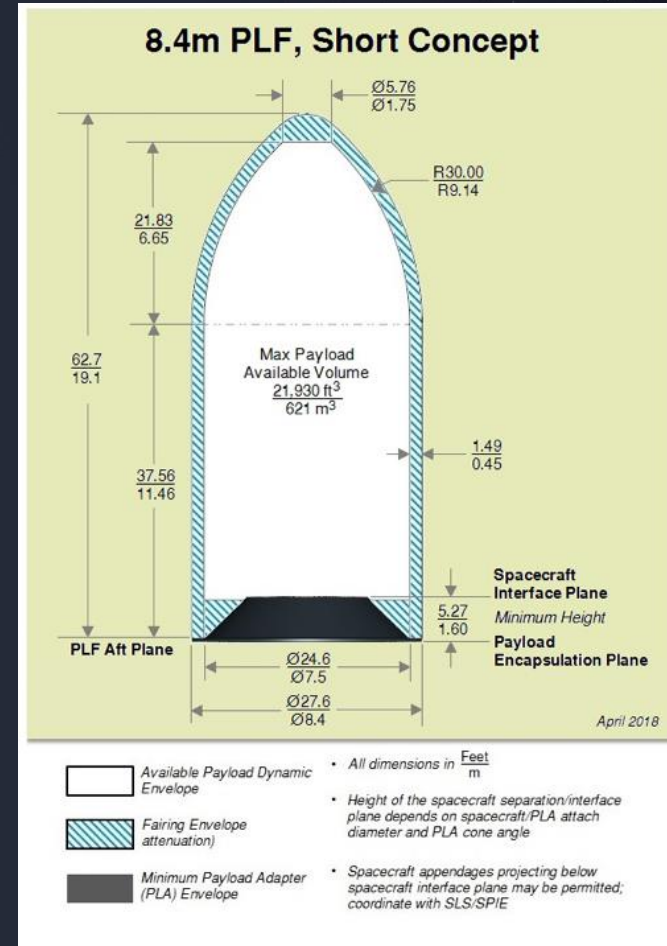 8.4m PLF, Short Concept
Ø5.76
Ø1.75
R30.00
R9.14
21.83
6.65
62.7
19.1
Max Payload
Available Volume
21,930 ft³
621 m³
1.49
0.45
37.56
11.46
Spacecraft
Interface Plane
5.27
1.60
Minimum Height
PLF Aft Plane
Payload
Encapsulation Plane
Ø24.6
Ø7.5
Ø27.6
Ø8.4
April 2018
Available Payload Dynamic
Envelope
Fairing Envelope
attenuation)
Minimum Payload Adapter
(PLA) Envelope
• All dimensions in Feet
m
• Height of the spacecraft separation/interface
plane depends on spacecraft/PLA attach
diameter and PLA cone angle
• Spacecraft appendages projecting below
spacecraft interface plane may be permitted;
coordinate with SLS/SPIE